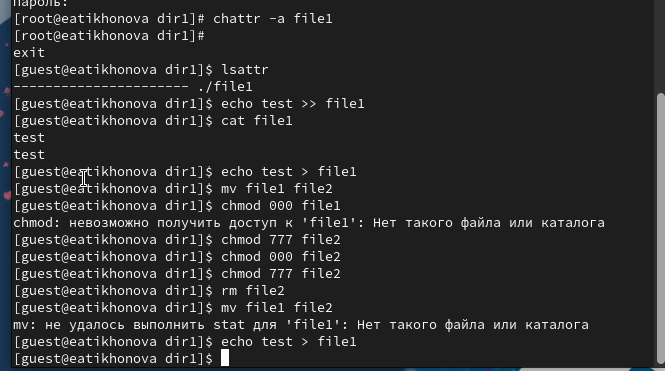 пароль:
[root@eatikhonova dir1]# chattr -a file1
[root@eatikhonova dir1]#
exit
[guest@eatikhonova dir1]$ lsattr
---------------------- ./file1
[guest@eatikhonova dir1]$ echo test >> file1
[guest@eatikhonova dir1]$ cat file1
test
test
[guest@eatikhonova dir1]$ echo test > file1
[guest@eatikhonova dir1]$ mv file1 file2
[guest@eatikhonova dir1]$ chmod 000 file1
chmod: невозможно получить доступ к 'file1': Нет такого файла или каталога
[guest@eatikhonova dir1]$ chmod 777 file2
[guest@eatikhonova dir1]$ chmod 000 file2
[guest@eatikhonova dir1]$ chmod 777 file2
[guest@eatikhonova dir1]$ rm file2
[guest@eatikhonova dir1]$ mv file1 file2
mv: не удалось выполнить stat для 'file1': Нет такого файла или каталога
[guest@eatikhonova dir1]$ echo test > file1
[guest@eatikhonova dir1]$